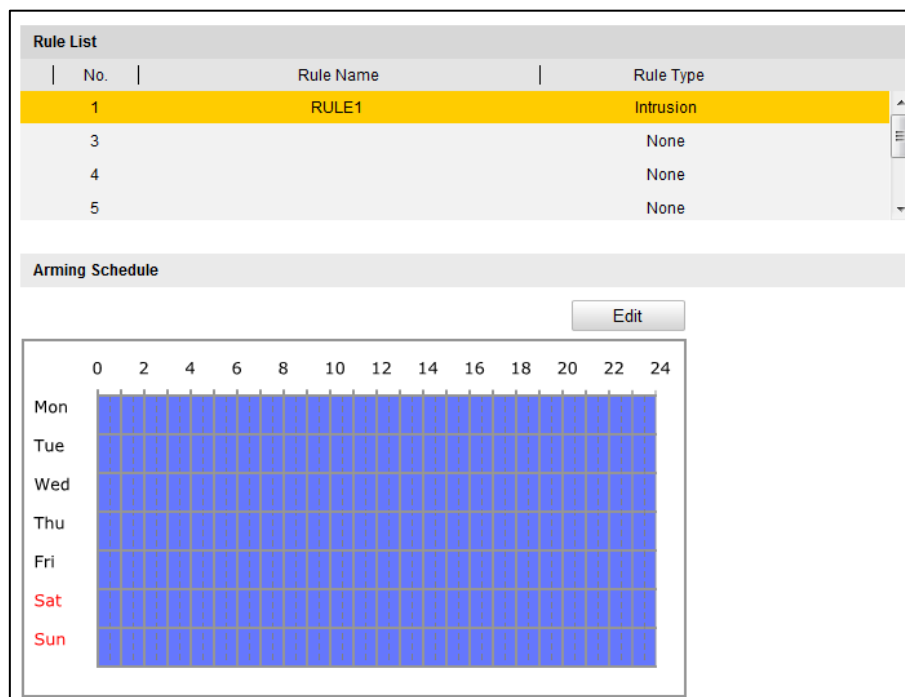 Rule List
No. Rule Name Rule Type
1 RULE1 Intrusion
3 None
4 None
5 None
Arming Schedule
Edit
0 2 4 6 8 10 12 14 16 18 20 22 24
Mon
Tue
Wed
Thu
Fri
Sat
Sun